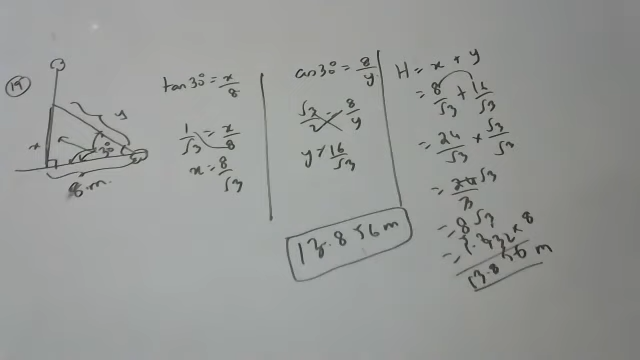 19
x
y
30°
8 m.
tan 30° = x/8
1/√3 = x/8
x = 8/√3
cos 30° = 8/y
√3/2 = 8/y
y = 16/√3
13.856 m
H = x + y
= 8/√3 + 16/√3
= 24/√3 × √3/√3
= 24√3/3
= 8√3
= 1.732 × 8
13.856 m